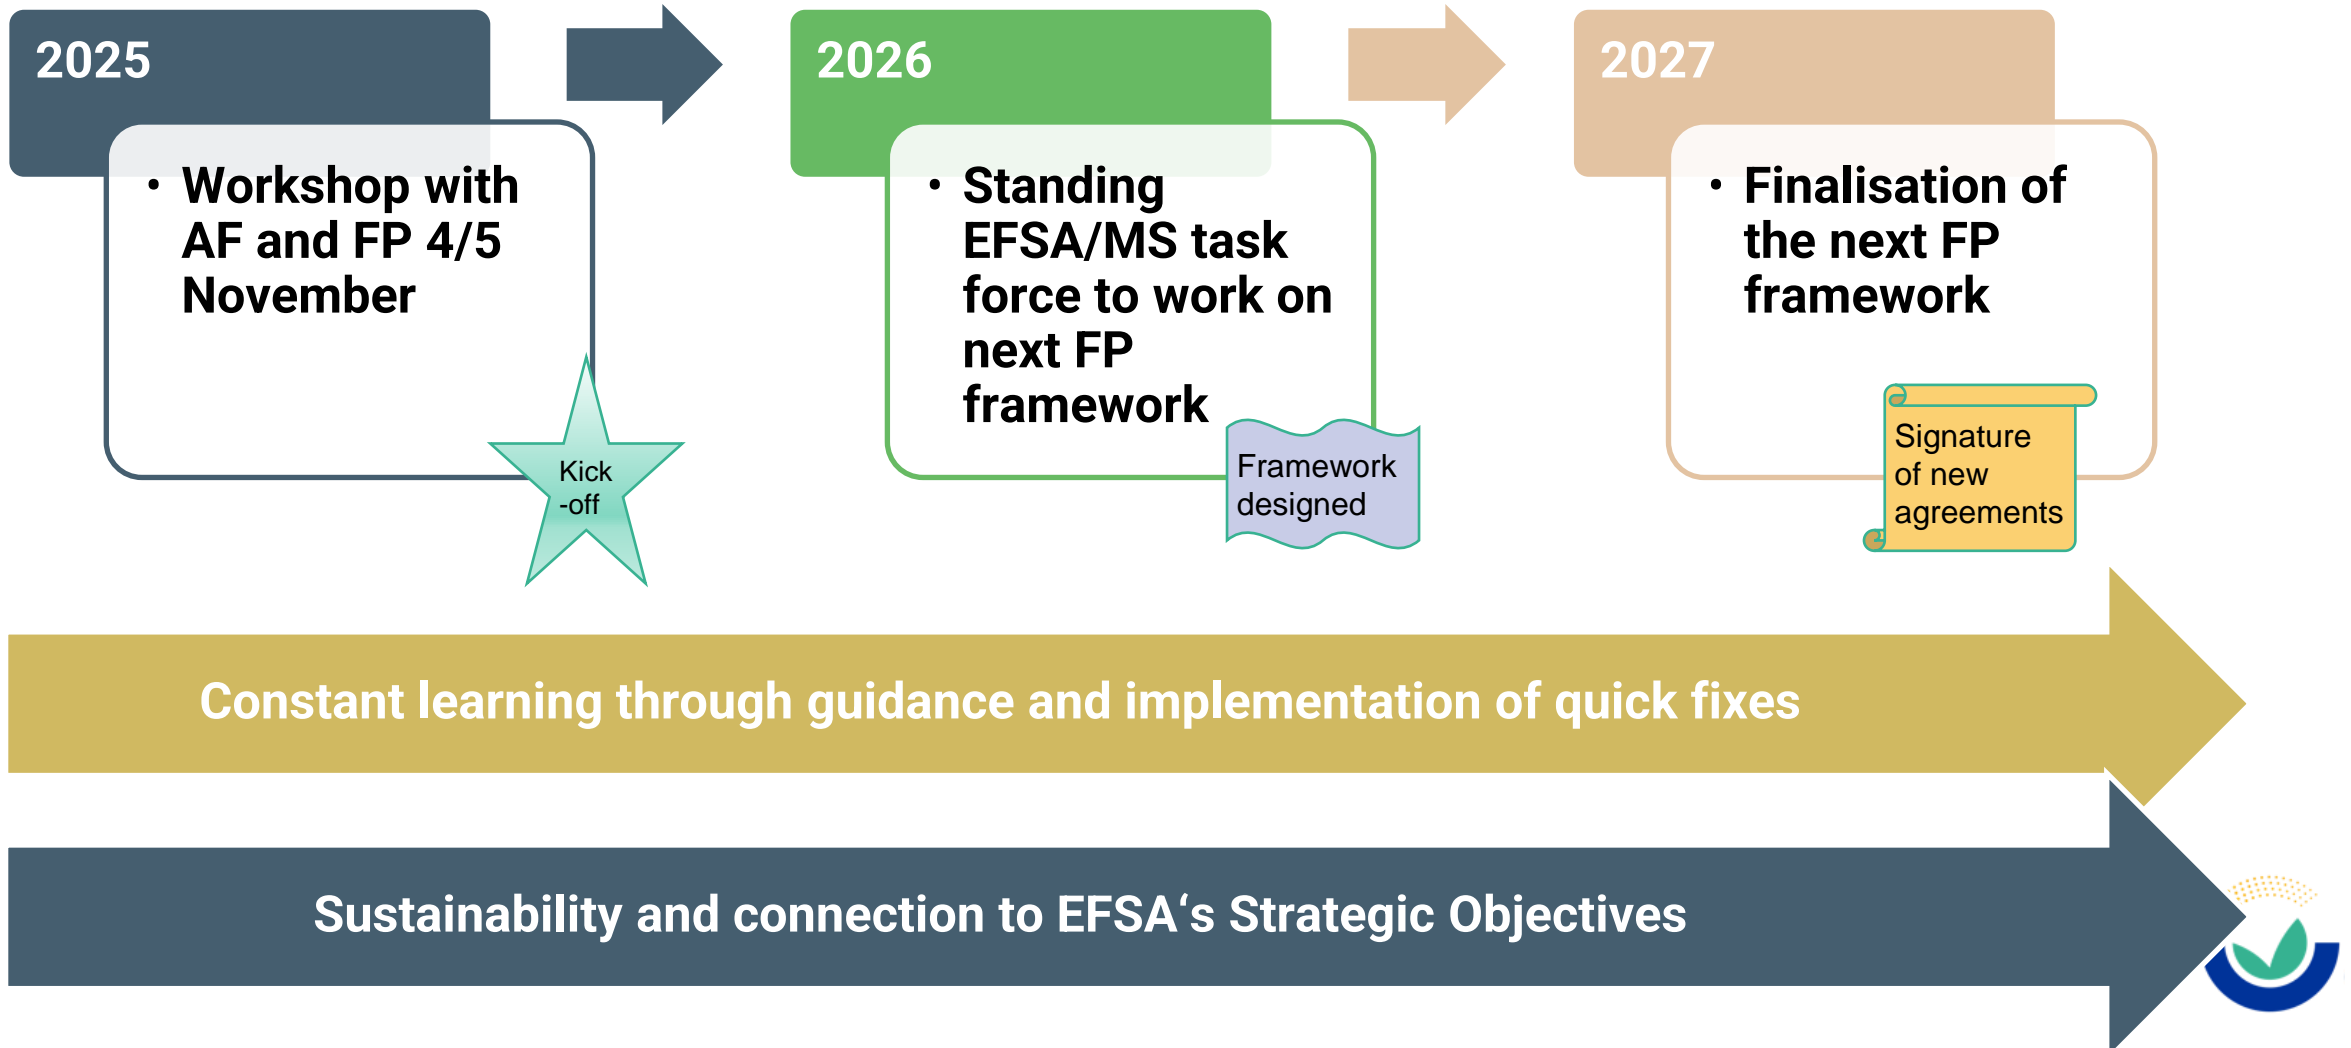 2025
• Workshop with
AF and FP 4/5
November
Kick
-off
2026
• Standing
EFSA/MS task
force to work on
next FP
framework
Framework
designed
2027
• Finalisation of
the next FP
framework
Signature
of new
agreements
Constant learning through guidance and implementation of quick fixes
Sustainability and connection to EFSA‘s Strategic Objectives